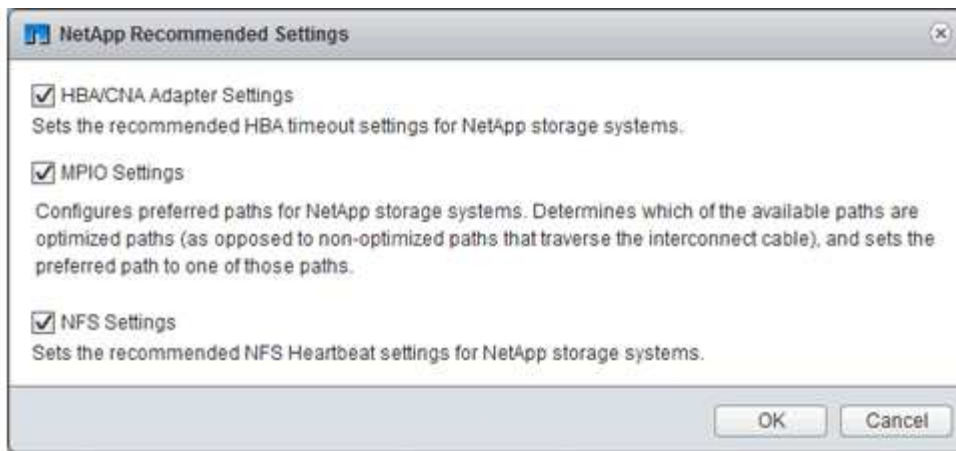 NetApp Recommended Settings
HBA/CNA Adapter Settings
Sets the recommended HBA timeout settings for NetApp storage systems.
MPIO Settings
Configures preferred paths for NetApp storage systems. Determines which of the available paths are
optimized paths (as opposed to non-optimized paths that traverse the interconnect cable), and sets the
preferred path to one of those paths.
NFS Settings
Sets the recommended NFS Heartbeat settings for NetApp storage systems.
OK
Cancel